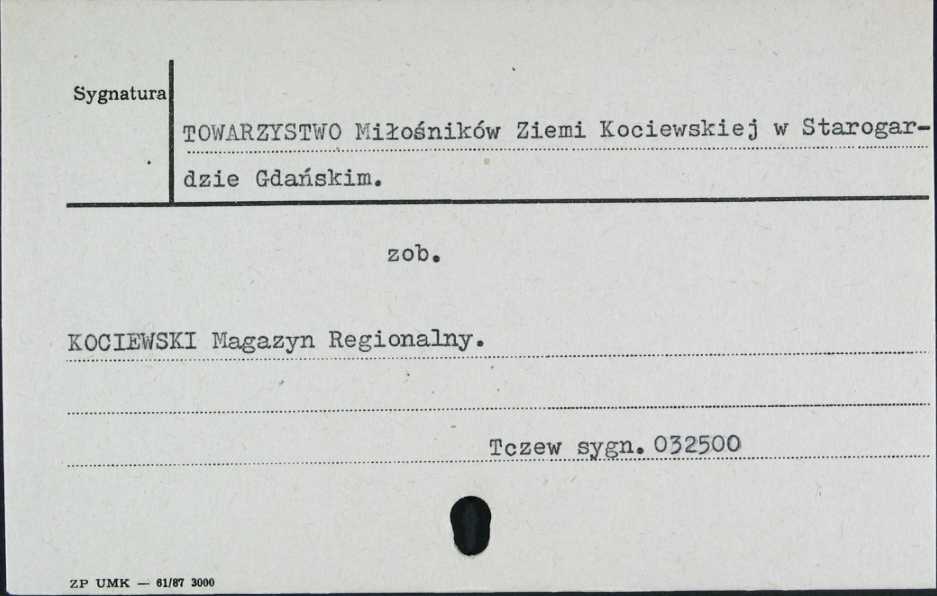 Sygnatura
TOWARZYSTWO Miłośników Ziemi Kociewskiej w Starogar-
dzie Gdańskim.
zob.
KOCIEWSKI Magazyn Regionalny.
Tczew sygn. 032500
ZP UMK — 61/87 3000